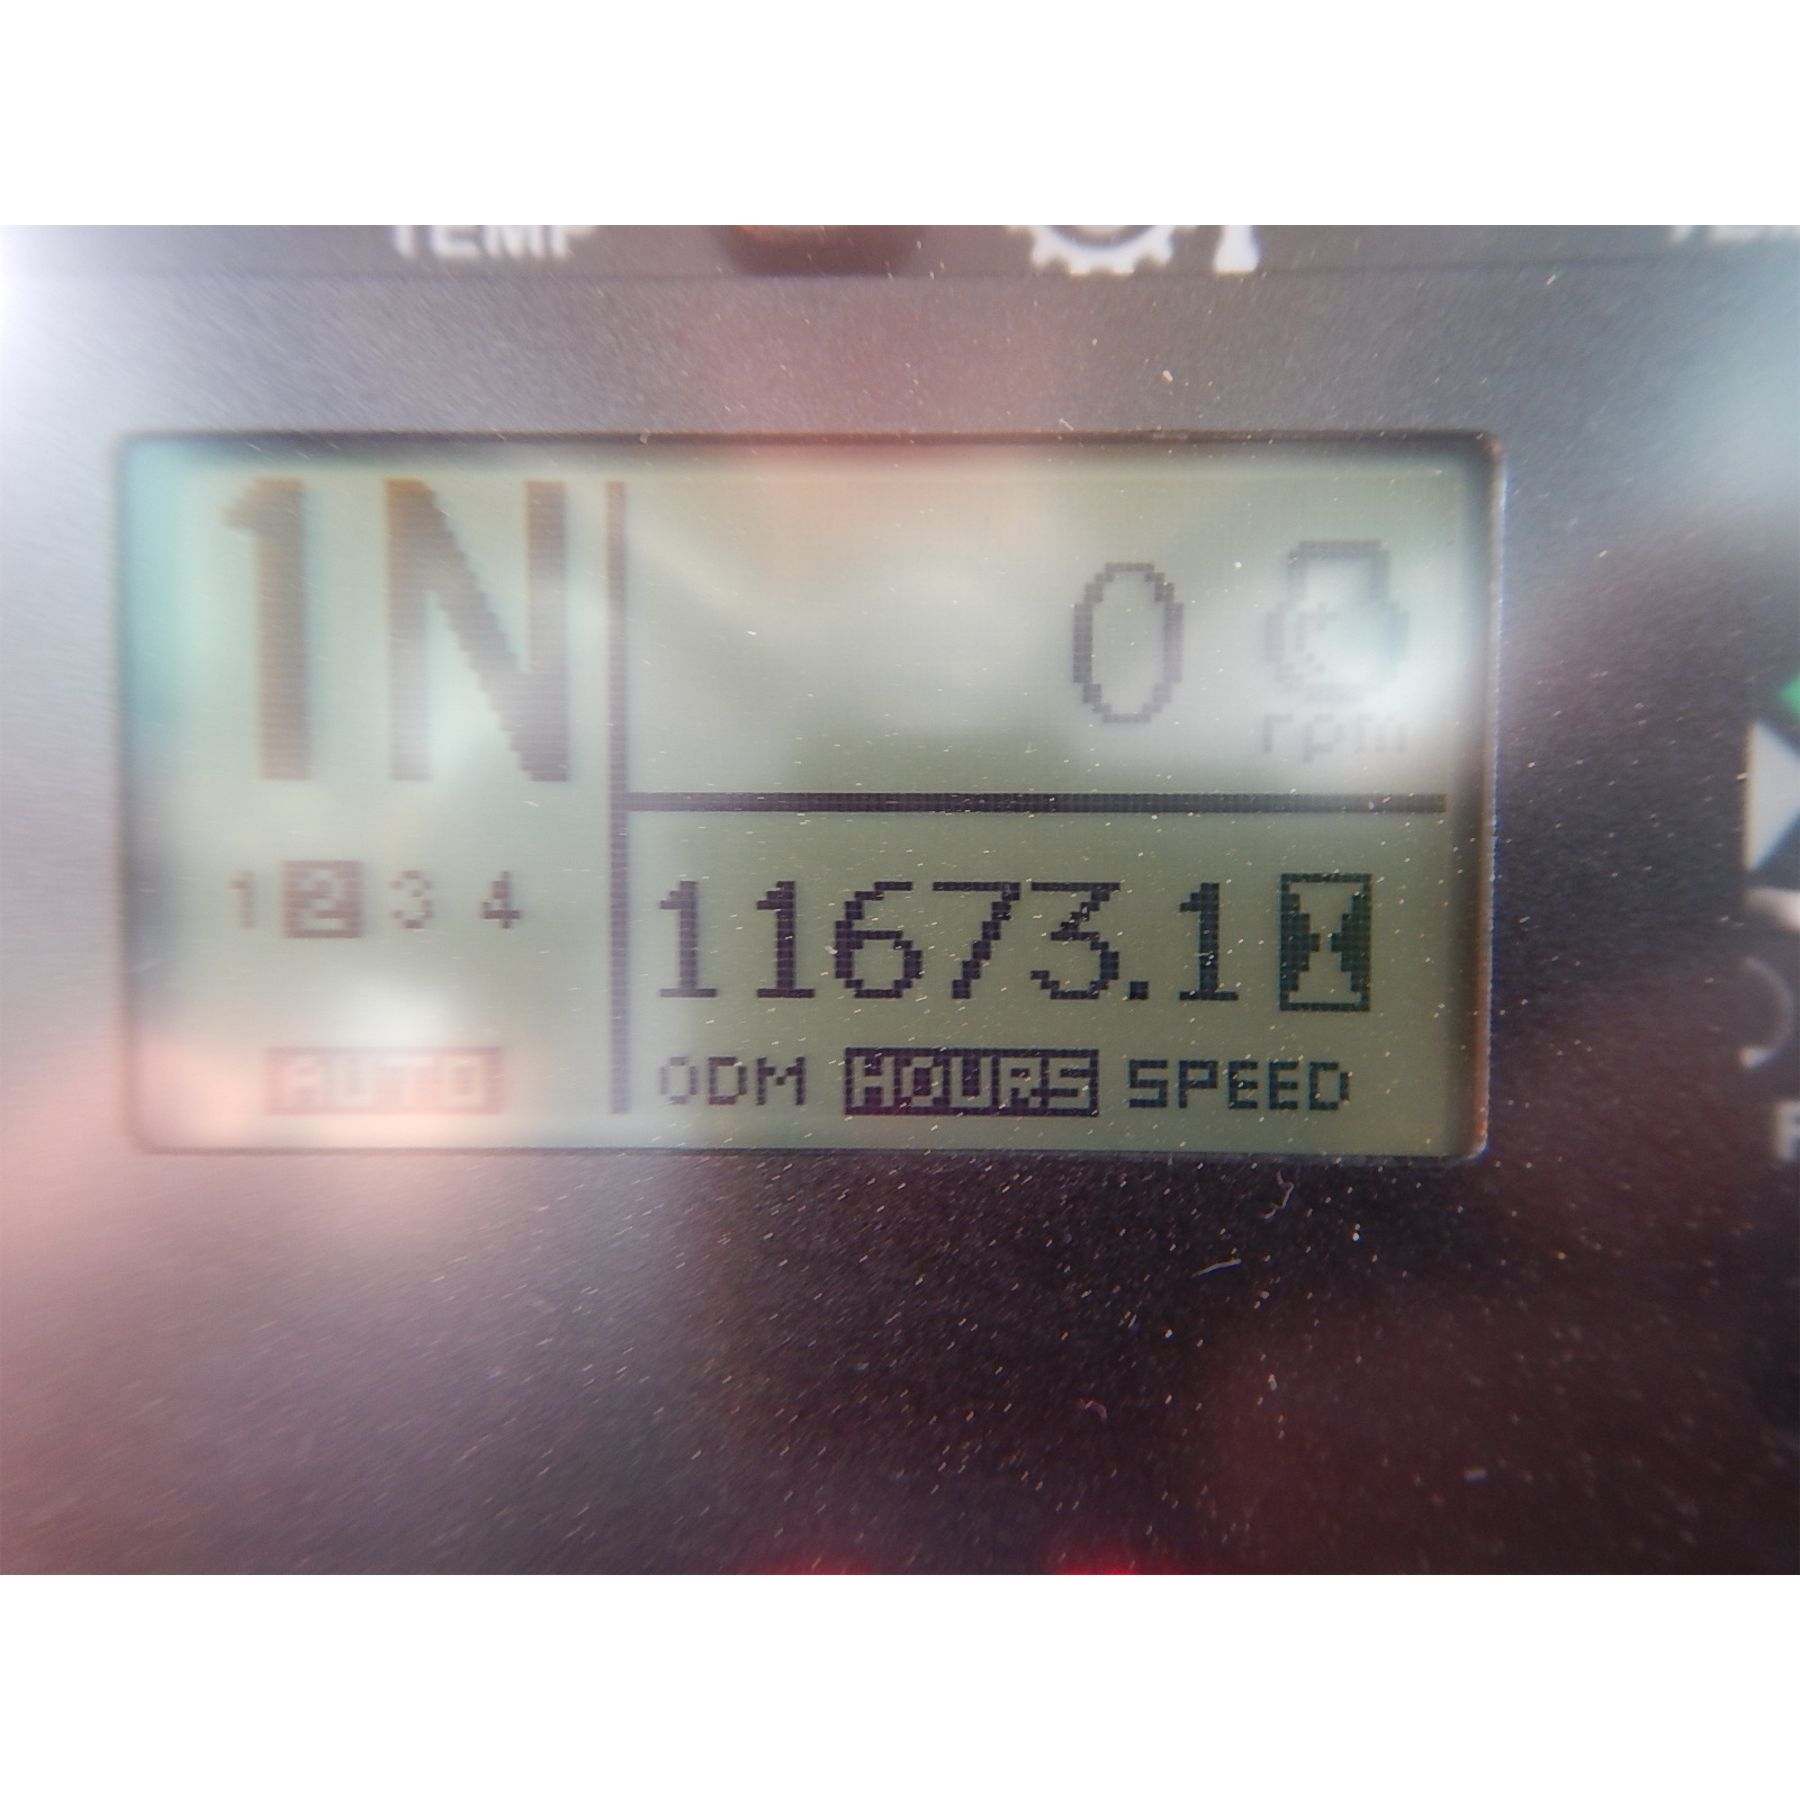 TEMP
1N
0
rpm
1 2 3 4
11673.1
AUTO
ODM HOURS SPEED